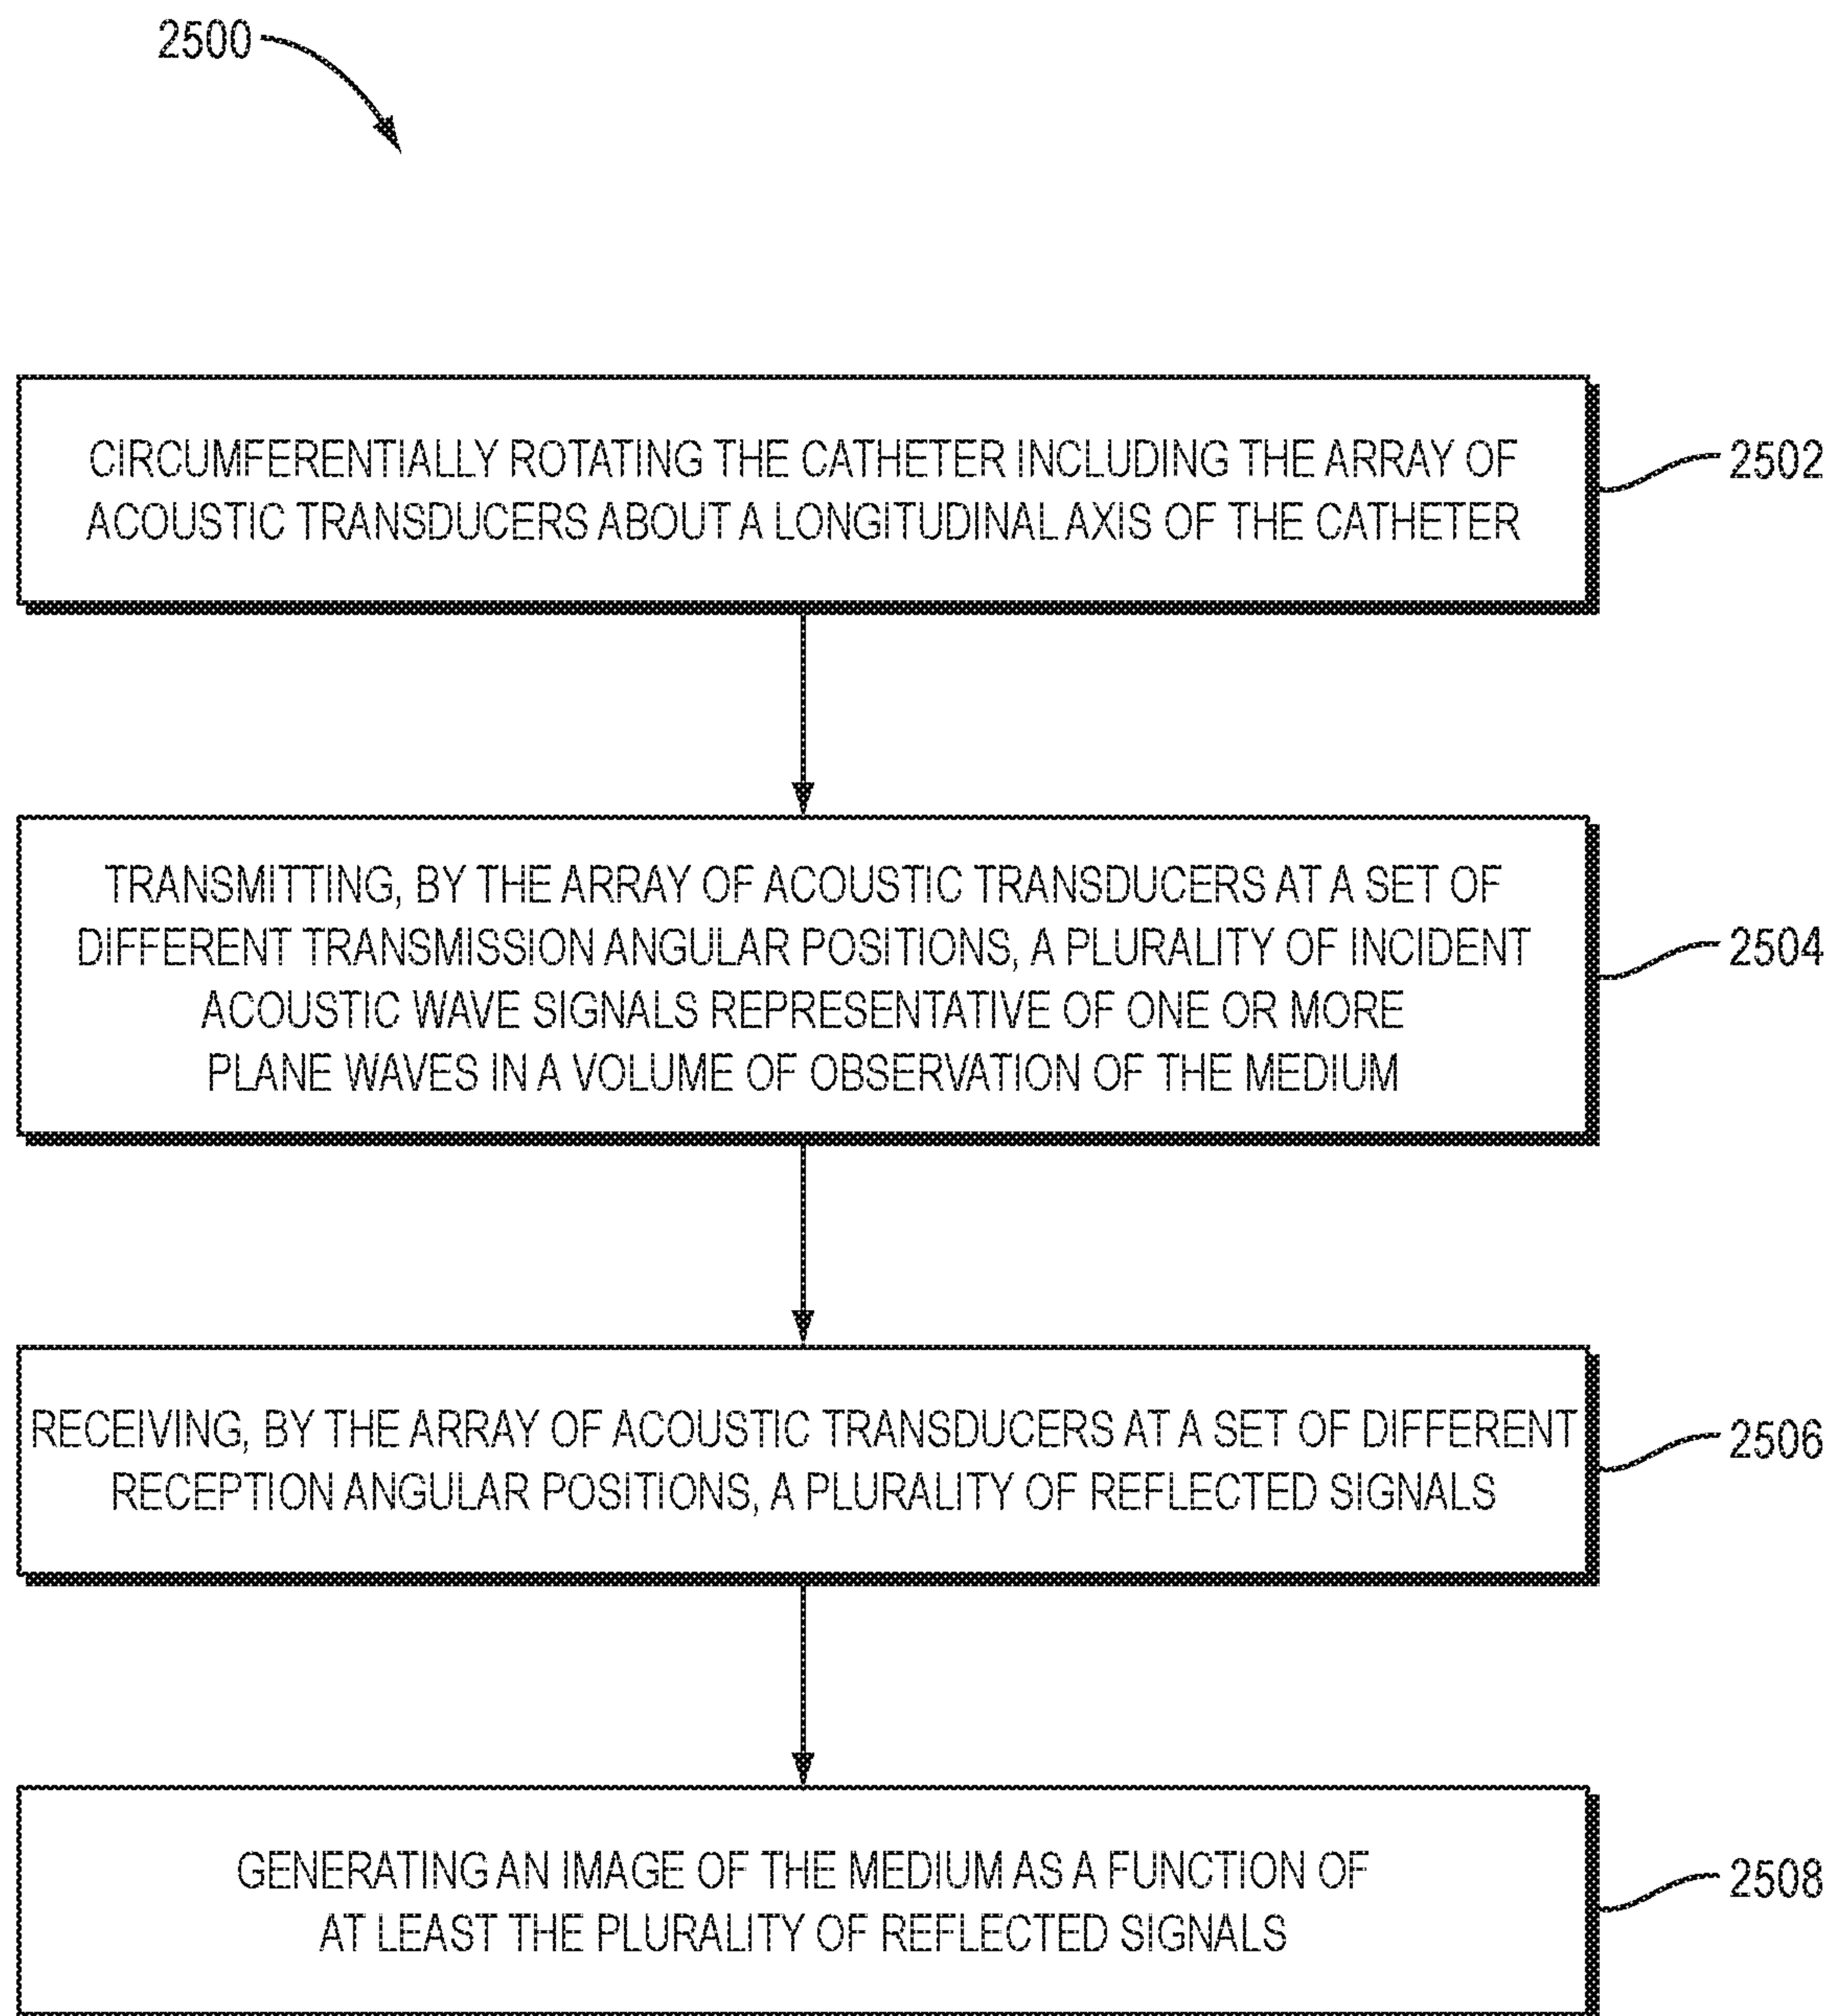 2500
CIRCUMFERENTIALLY ROTATING THE CATHETER INCLUDING THE ARRAY OF
ACOUSTIC TRANSDUCERS ABOUT A LONGITUDINAL AXIS OF THE CATHETER
2502
TRANSMITTING, BY THE ARRAY OF ACOUSTIC TRANSDUCERS AT A SET OF
DIFFERENT TRANSMISSION ANGULAR POSITIONS, A PLURALITY OF INCIDENT
ACOUSTIC WAVE SIGNALS REPRESENTATIVE OF ONE OR MORE
PLANE WAVES IN A VOLUME OF OBSERVATION OF THE MEDIUM
2504
RECEIVING, BY THE ARRAY OF ACOUSTIC TRANSDUCERS AT A SET OF DIFFERENT
RECEPTION ANGULAR POSITIONS, A PLURALITY OF REFLECTED SIGNALS
2506
GENERATING AN IMAGE OF THE MEDIUM AS A FUNCTION OF
AT LEAST THE PLURALITY OF REFLECTED SIGNALS
2508